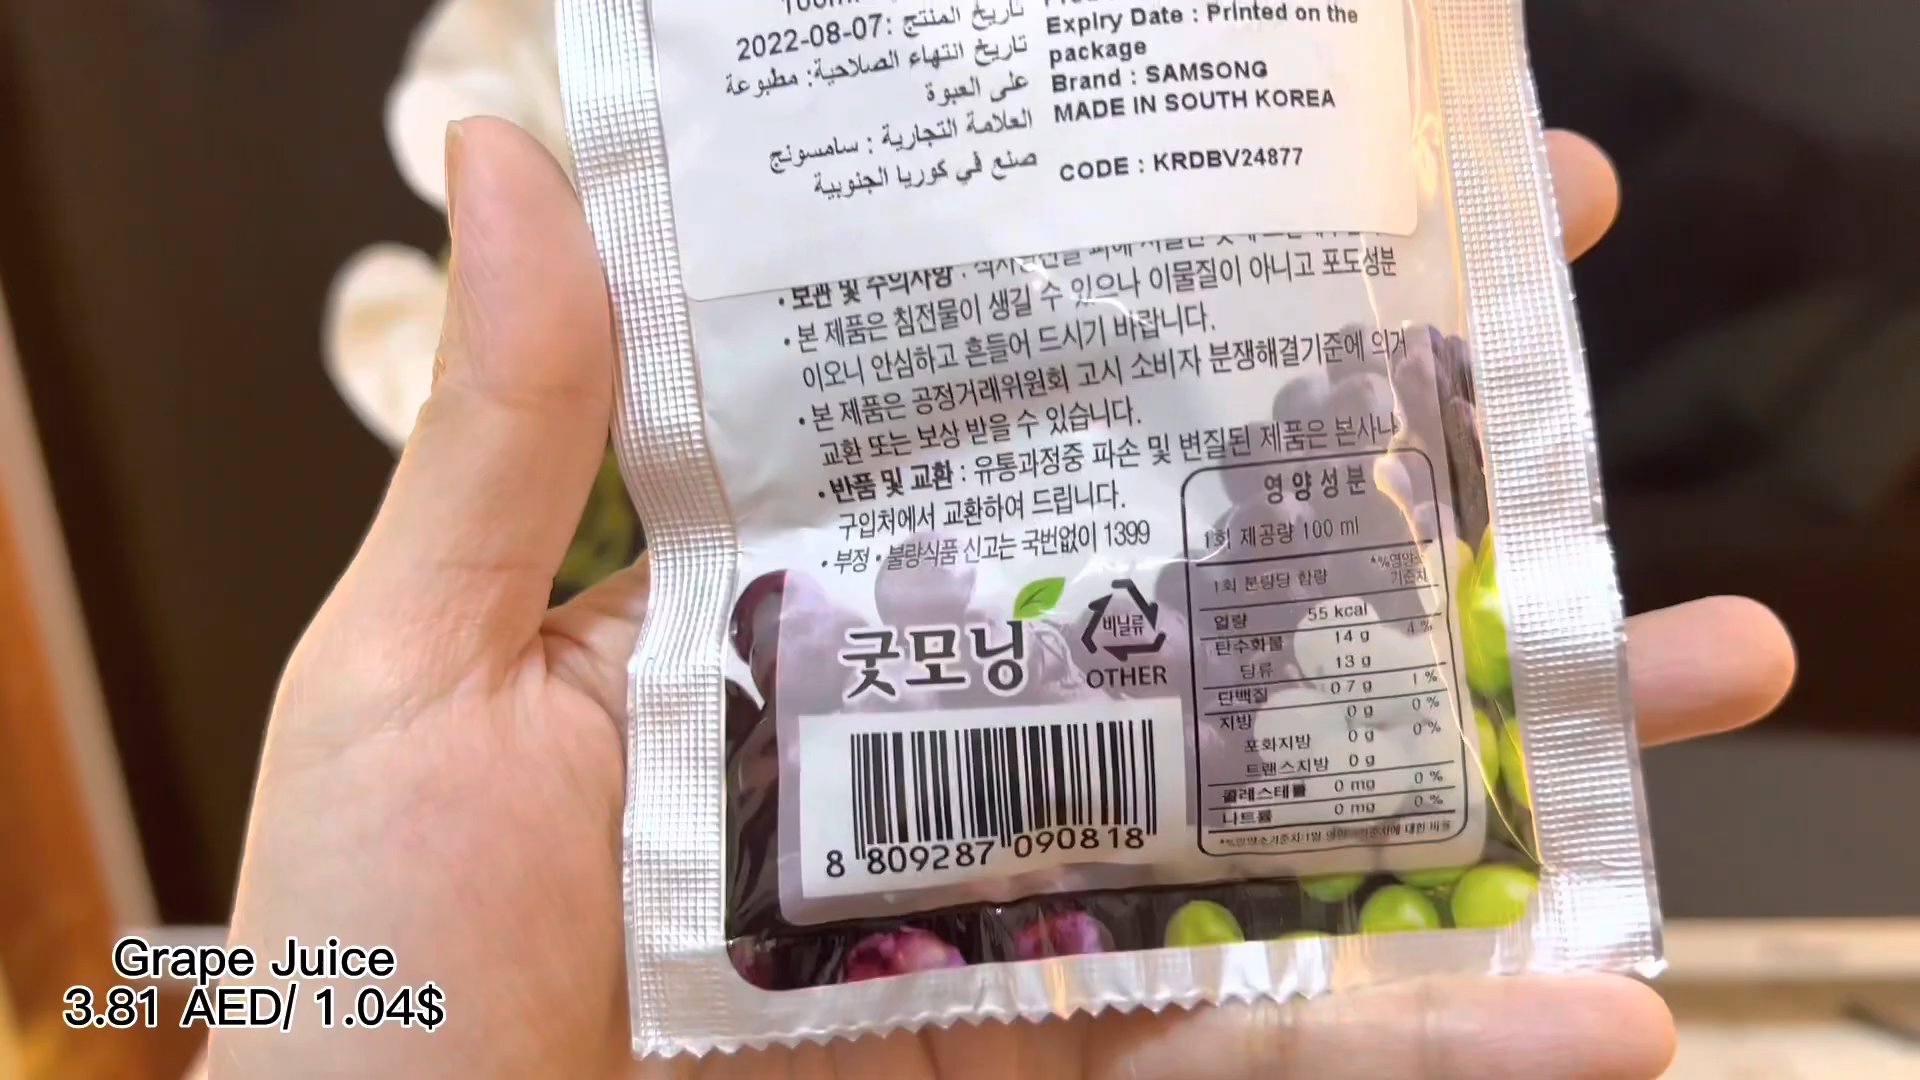 تاريخ المنتج :2022-08-07
تاريخ انتهاء الصلاحية: مطبوعة
على العبوة
العلامة التجارية : سامسونج
صنع في كوريا الجنوبية
Expiry Date : Printed on the
package
Brand : SAMSONG
MADE IN SOUTH KOREA
CODE : KRDBV24877
• 보관 및 주의사항 :
• 본 제품은 침전물이 생길 수 있으나 이물질이 아니고 포도성분
이오니 안심하고 흔들어 드시기 바랍니다.
• 본 제품은 공정거래위원회 고시 소비자 분쟁해결기준에 의거
교환 또는 보상 받을 수 있습니다.
• 반품 및 교환 : 유통과정중 파손 및 변질된 제품은 본사나
구입처에서 교환하여 드립니다.
• 부정 • 불량식품 신고는 국번없이 1399
굿모닝
비닐류
OTHER
8 809287 090818
영양성분
1회 제공량 100 ml
1회 분량당 함량
*%영양소
기준치
열량 55 kcal
탄수화물 14 g 4 %
당류 13 g
단백질 0 7 g 1 %
지방 0 g 0 %
포화지방 0 g 0 %
트랜스지방 0 g
콜레스테롤 0 mg 0 %
나트륨 0 mg 0 %
Grape Juice
3.81 AED/ 1.04$